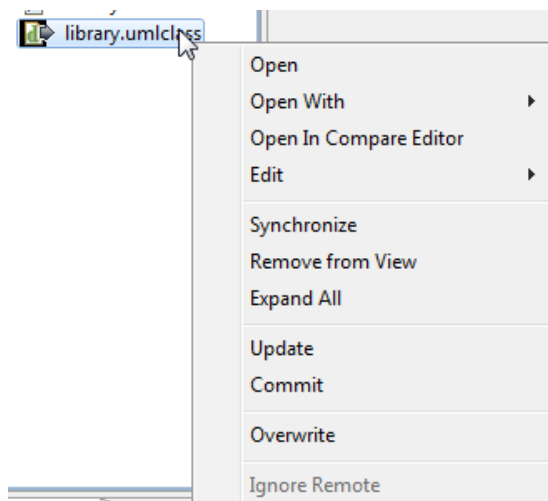 library.umlclass
Open
Open With
Open In Compare Editor
Edit
Synchronize
Remove from View
Expand All
Update
Commit
Overwrite
Ignore Remote